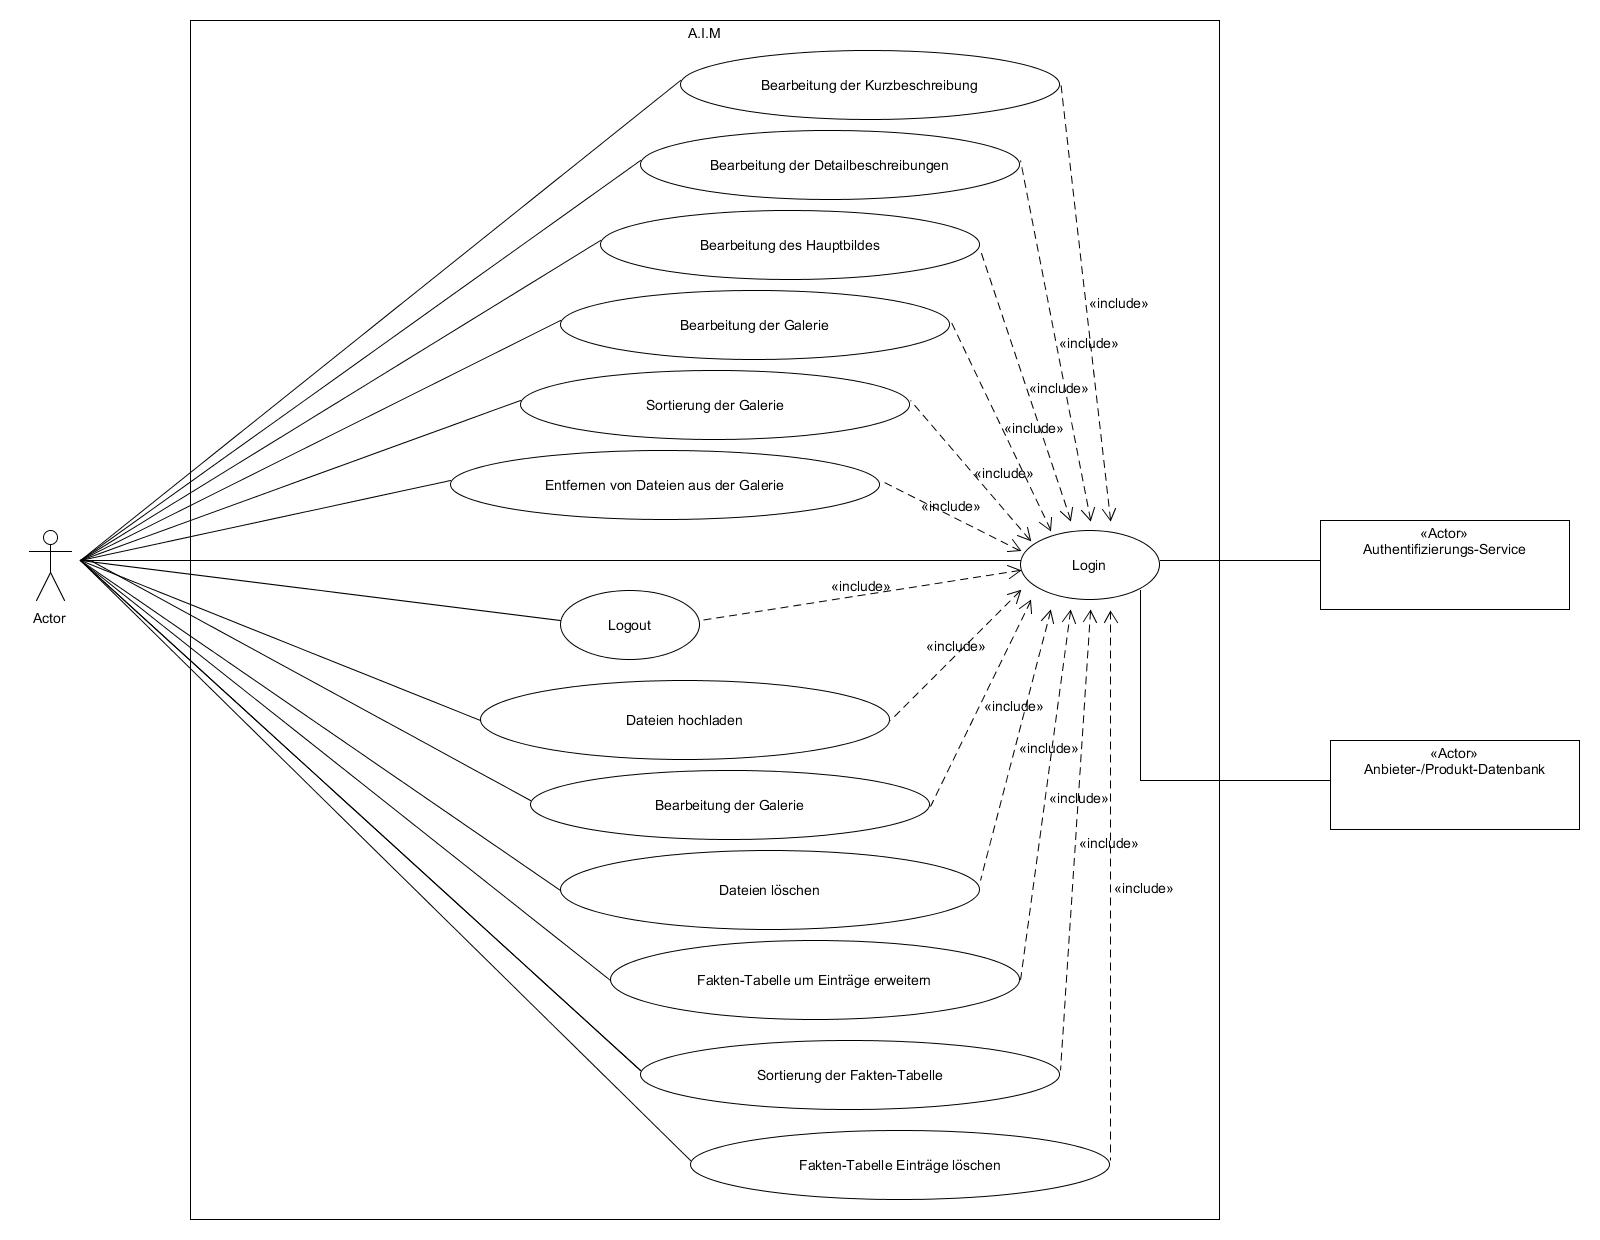 A.I.M
Bearbeitung der Kurzbeschreibung
Bearbeitung der Detailbeschreibungen
Bearbeitung des Hauptbildes
«include»
Bearbeitung der Galerie
«include»
«include»
Sortierung der Galerie
«include»
«include»
Entfernen von Dateien aus der Galerie
«include»
«Actor»
Authentifizierungs-Service
Login
«include»
Actor
Logout
«include»
«include»
Dateien hochladen
«include»
«Actor»
Anbieter-/Produkt-Datenbank
«include»
Bearbeitung der Galerie
«include»
Dateien löschen
«include»
Fakten-Tabelle um Einträge erweitern
Sortierung der Fakten-Tabelle
Fakten-Tabelle Einträge löschen